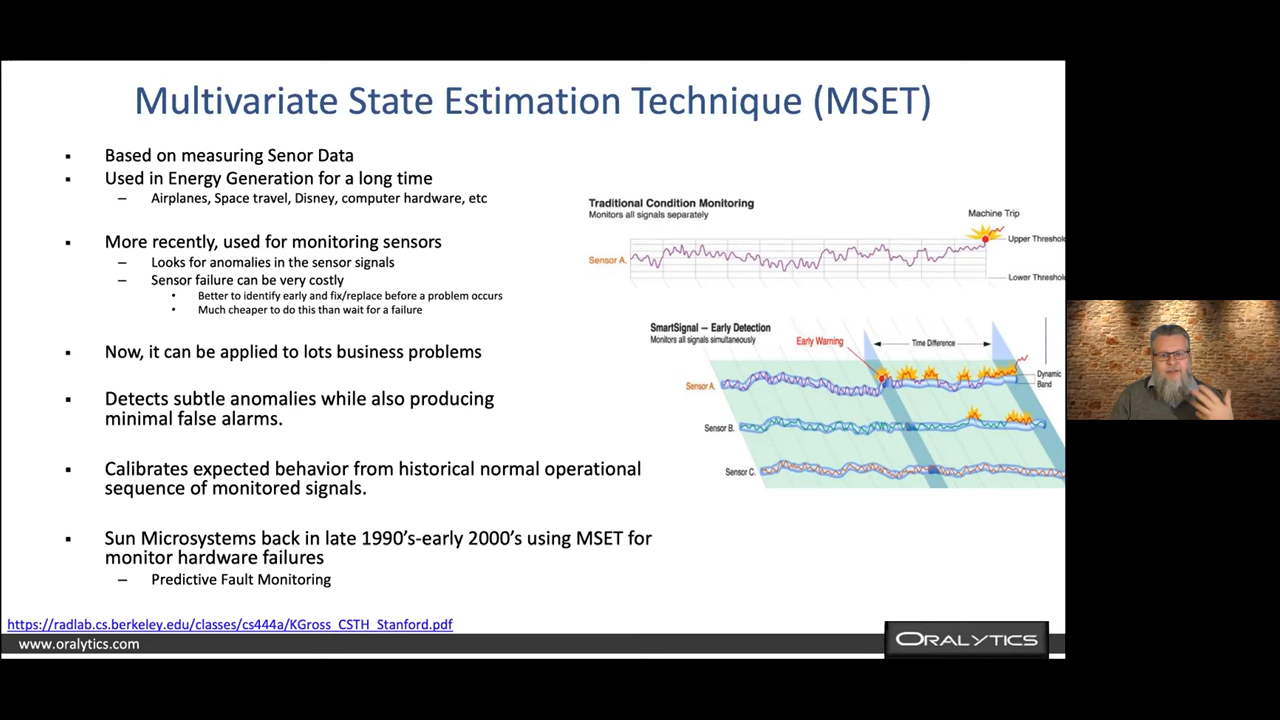 Multivariate State Estimation Technique (MSET)
▪ Based on measuring Senor Data
▪ Used in Energy Generation for a long time
– Airplanes, Space travel, Disney, computer hardware, etc
▪ More recently, used for monitoring sensors
– Looks for anomalies in the sensor signals
– Sensor failure can be very costly
• Better to identify early and fix/replace before a problem occurs
• Much cheaper to do this than wait for a failure
▪ Now, it can be applied to lots business problems
▪ Detects subtle anomalies while also producing
minimal false alarms.
▪ Calibrates expected behavior from historical normal operational
sequence of monitored signals.
▪ Sun Microsystems back in late 1990's-early 2000's using MSET for
monitor hardware failures
– Predictive Fault Monitoring
Traditional Condition Monitoring
Monitors all signals separately
Machine Trip
Upper Threshol
Sensor A.
Lower Threshol
SmartSignal – Early Detection
Monitors all signals simultaneously
Early Warning
Time Difference
Dynamic
Band
Sensor A.
Sensor B.
Sensor C.
https://radlab.cs.berkeley.edu/classes/cs444a/KGross_CSTH_Stanford.pdf
www.oralytics.com
ORALYTICS